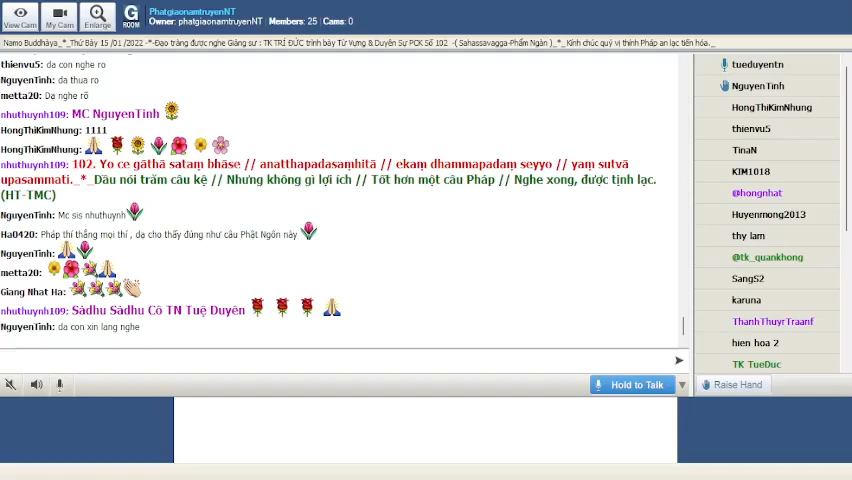 PhatgiaonamtruyenNT
Owner: phatgiaonamtruyenNT | Members: 25 | Cams: 0
View Cam
My Cam
Enlarge
G
ROOM
Namo Buddhàya_*_Thứ Bảy 15 /01 /2022 -*-Đạo tràng được nghe Giảng sư : TK TRÍ ĐỨC trình bày Từ Vựng & Duyên Sự PCK Số 102 -( Sahassavagga-Phẩm Ngàn )_*_Kính chúc quý vị thính Pháp an lạc tiến hóa._
thienvu5: da con nghe ro
NguyenTinh: da thua ro
metta20: Dạ nghe rõ
nhuthuynh109: MC NguyenTinh
HongThiKimNhung: 1111
HongThiKimNhung:
nhuthuynh109: 102. Yo ce gāthā sataṃ bhāse // anatthapadasaṃhitā // ekaṃ dhammapadaṃ seyyo // yaṃ sutvā
upasammati._*_Dầu nói trăm câu kệ // Nhưng không gì lợi ích // Tốt hơn một câu Pháp // Nghe xong, được tịnh lạc.
(HT-TMC)
NguyenTinh: Mc sis nhuthuynh
Ha0420: Pháp thí thắng mọi thí , dạ cho thấy đúng như câu Phật Ngôn này
NguyenTinh:
metta20:
Giang Nhat Ha:
nhuthuynh109: Sàdhu Sàdhu Cô TN Tuệ Duyên
NguyenTinh: da con xin lang nghe
Hold to Talk
tueduyentn
NguyenTinh
HongThiKimNhung
thienvu5
TinaN
KIM1018
@hongnhat
Huyenmong2013
thy lam
@tk_quankhong
SangS2
karuna
ThanhThuyrTraanf
hien hoa 2
TK TueDuc
Raise Hand